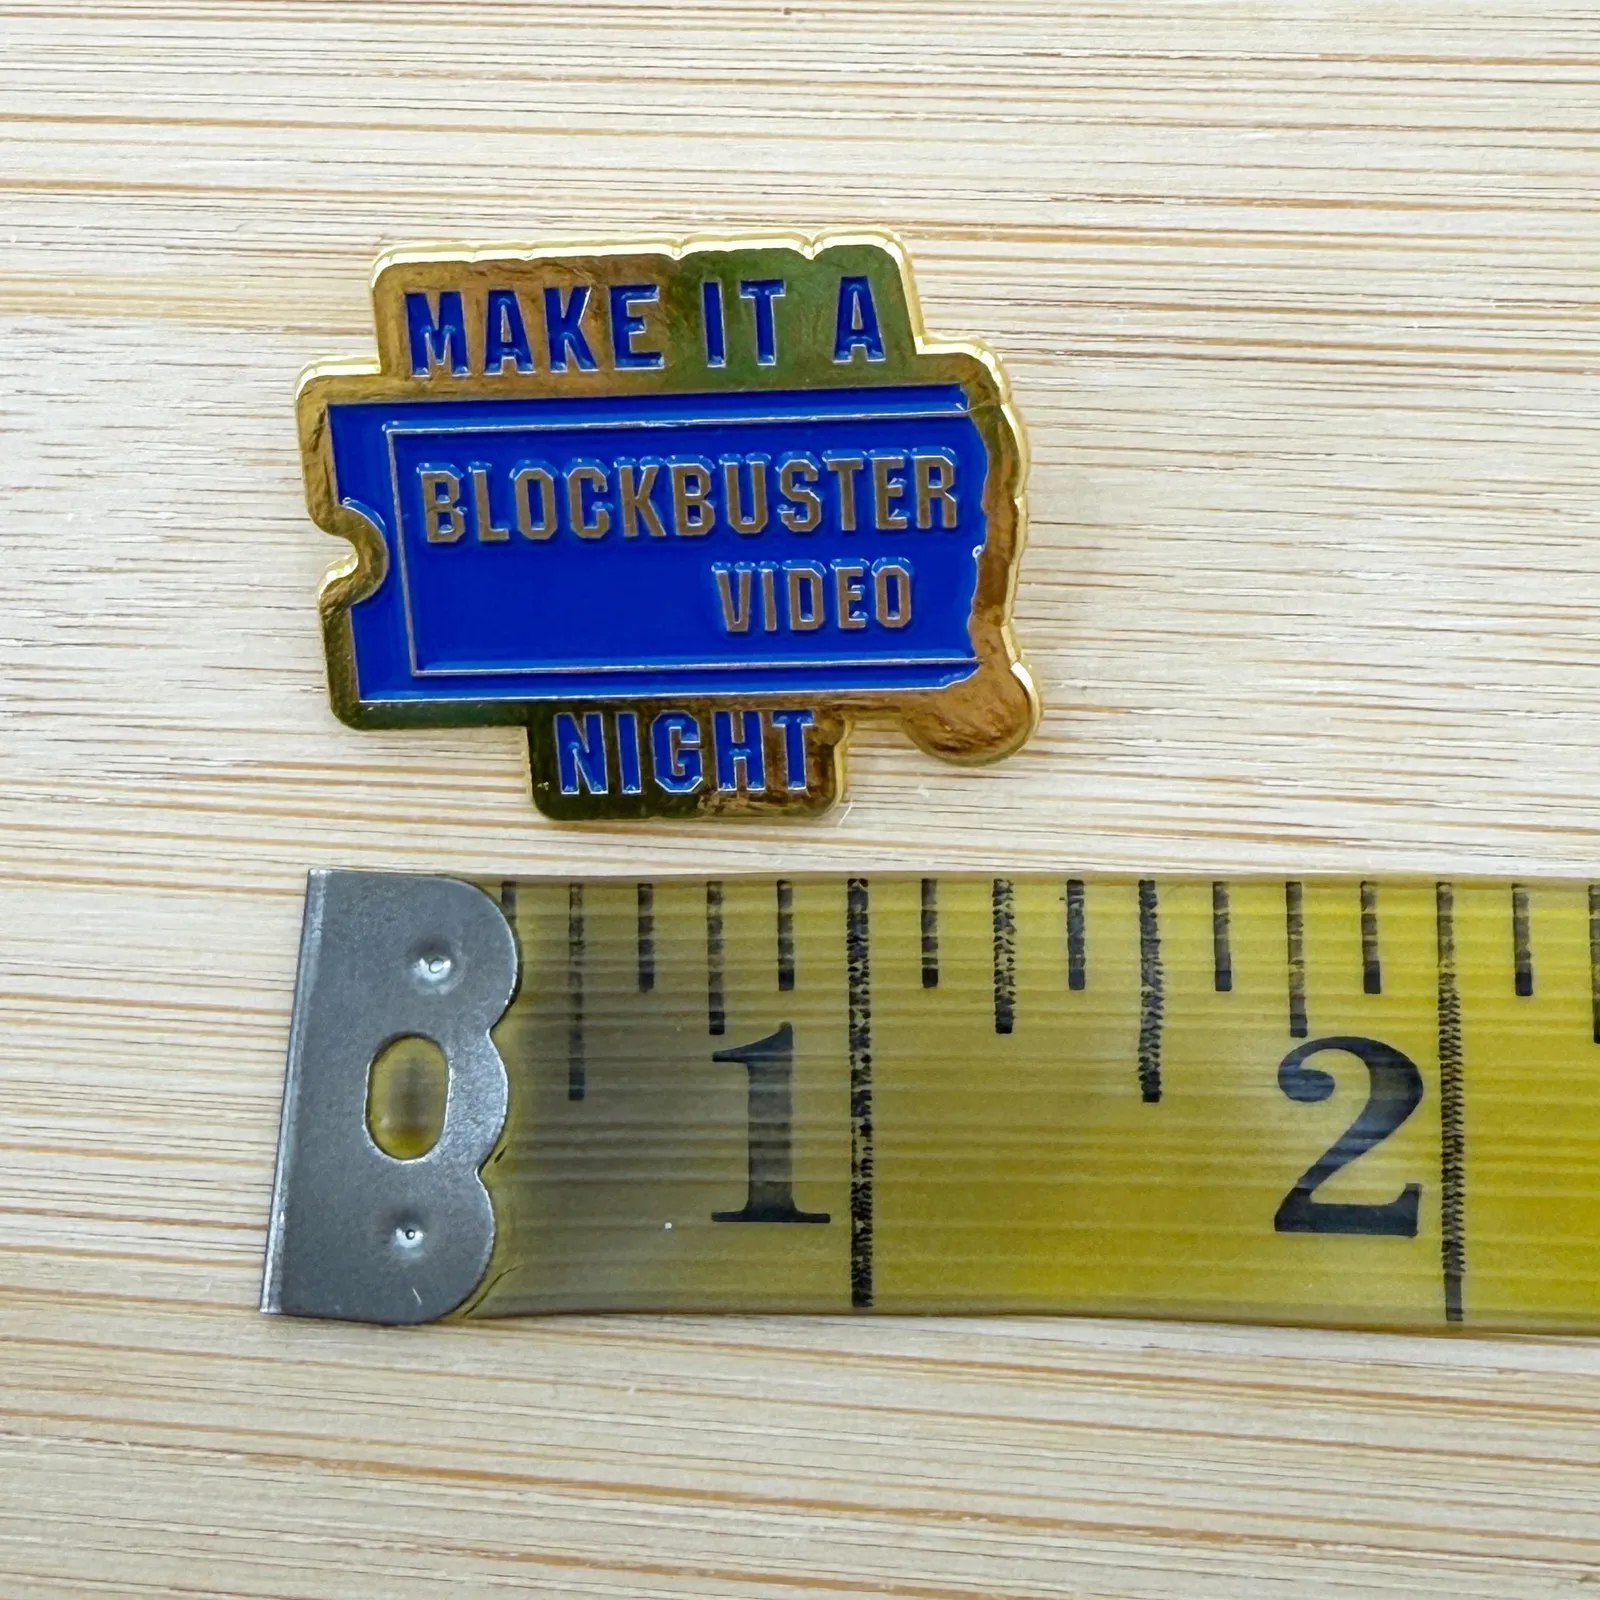 MAKE IT A
BLOCKBUSTER
VIDEO
NIGHT
1 2